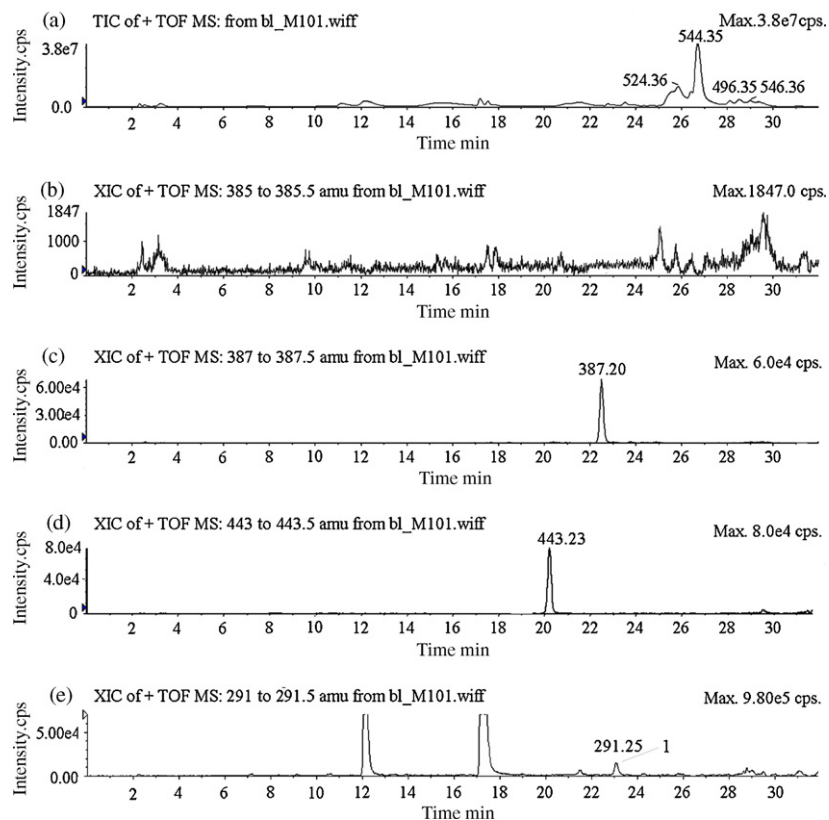 (a) TIC of + TOF MS: from bl_M101.wiff Max.3.8e7cps.
3.8e7
544.35
524.36
496.35 546.36
0.0
Intensity.cps
2 4 6 8 10 12 14 16 18 20 22 24 26 28 30
Time min
(b) XIC of + TOF MS: 385 to 385.5 amu from bl_M101.wiff Max.1847.0 cps.
1847
1000
0
Intensity.cps
2 4 6 8 10 12 14 16 18 20 22 24 26 28 30
Time min
(c) XIC of + TOF MS: 387 to 387.5 amu from bl_M101.wiff Max. 6.0e4 cps.
387.20
6.00e4
3.00e4
0.00
Intensity.cps
2 4 6 8 10 12 14 16 18 20 22 24 26 28 30
Time min
(d) XIC of + TOF MS: 443 to 443.5 amu from bl_M101.wiff Max. 8.0e4 cps.
443.23
8.0e4
4.0e4
0
Intensity.cps
2 4 6 8 10 12 14 16 18 20 22 24 26 28 30
Time min
(e) XIC of + TOF MS: 291 to 291.5 amu from bl_M101.wiff Max. 9.80e5 cps.
5.00e4
291.25 1
0.00
Intensity.cps
2 4 6 8 10 12 14 16 18 20 22 24 26 28 30
Time min